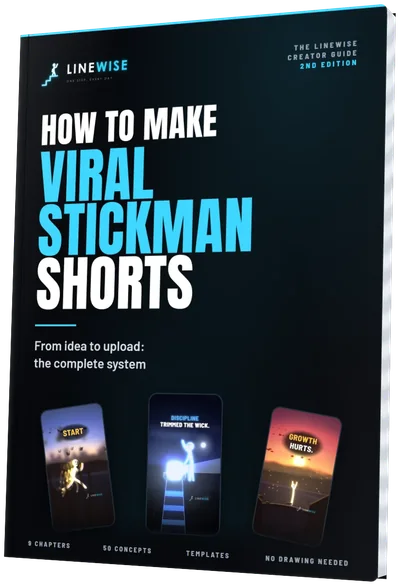 LINEWISE
THE LINEWISE
CREATOR GUIDE
2ND EDITION
HOW TO MAKE
VIRAL
STICKMAN
SHORTS
From idea to upload:
the complete system
START
DISCIPLINE
TRIMMED THE WICK.
GROWTH
HURTS.
9 CHAPTERS
50 CONCEPTS
TEMPLATES
NO DRAWING NEEDED